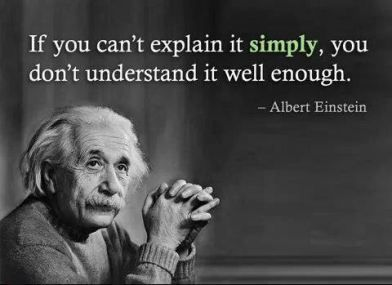 If you can’t explain it simply, you
don’t understand it well enough.
– Albert Einstein